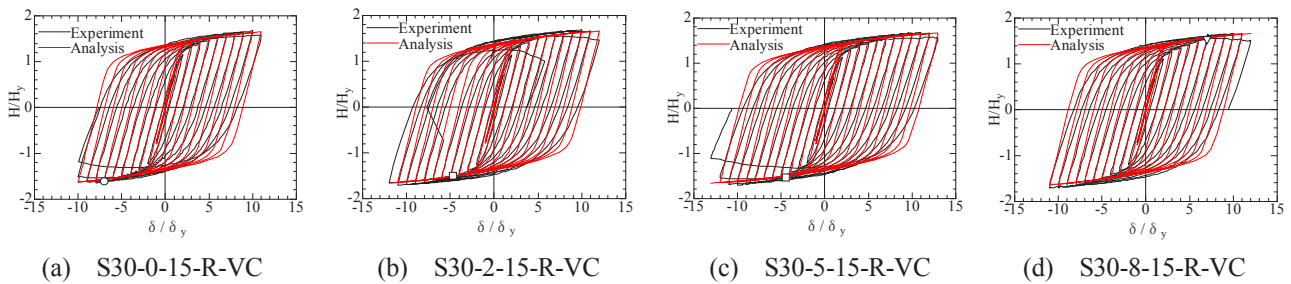 2
1
0
-1
-2
H/Hy
Experiment
Analysis
-15 -10 -5 0 5 10 15
δ / δ y
(a) S30-0-15-R-VC
2
1
0
-1
-2
H/Hy
Experiment
Analysis
-15 -10 -5 0 5 10 15
δ / δ y
(b) S30-2-15-R-VC
2
1
0
-1
-2
H/Hy
Experiment
Analysis
-15 -10 -5 0 5 10 15
δ / δ y
(c) S30-5-15-R-VC
2
1
0
-1
-2
H/Hy
Experiment
Analysis
-15 -10 -5 0 5 10 15
δ / δ y
(d) S30-8-15-R-VC